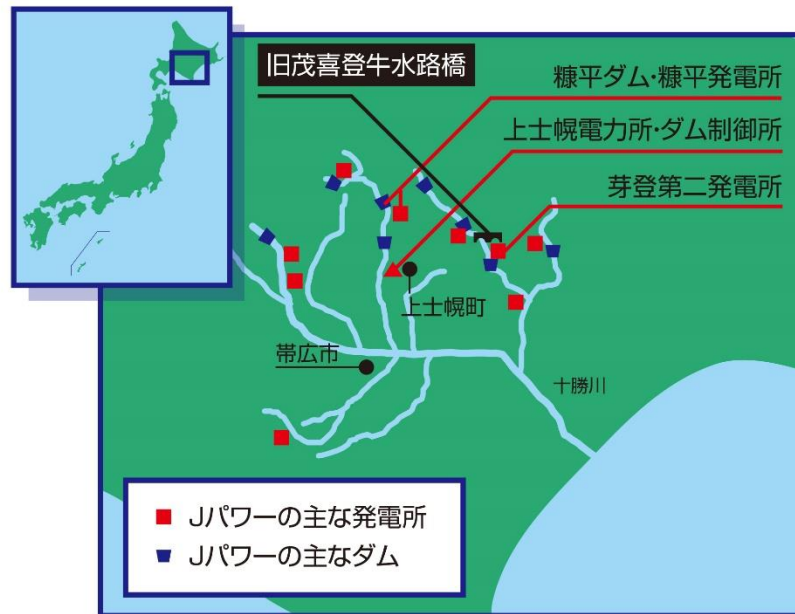 旧茂喜登牛水路橋
糠平ダム・糠平発電所
上士幌電力所・ダム制御所
芽登第二発電所
上士幌町
帯広市
十勝川
Jパワーの主な発電所
Jパワーの主なダム